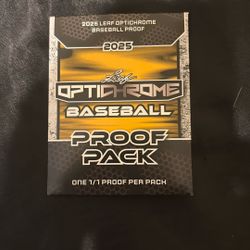 2025 LEAF OPTICHROME
BASEBALL PROOF
2025
Leaf
OPTICHROME
BASEBALL
PROOF
PACK
ONE 1/1 PROOF PER PACK